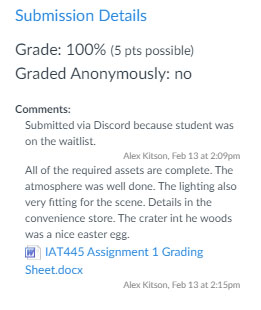 Submission Details
Grade: 100% (5 pts possible)
Graded Anonymously: no
Comments:
Submitted via Discord because student was
on the waitlist.
Alex Kitson, Feb 13 at 2:09pm
All of the required assets are complete. The
atmosphere was well done. The lighting also
very fitting for the scene. Details in the
convenience store. The crater int he woods
was a nice easter egg.
IAT445 Assignment 1 Grading
Sheet.docx
Alex Kitson, Feb 13 at 2:15pm